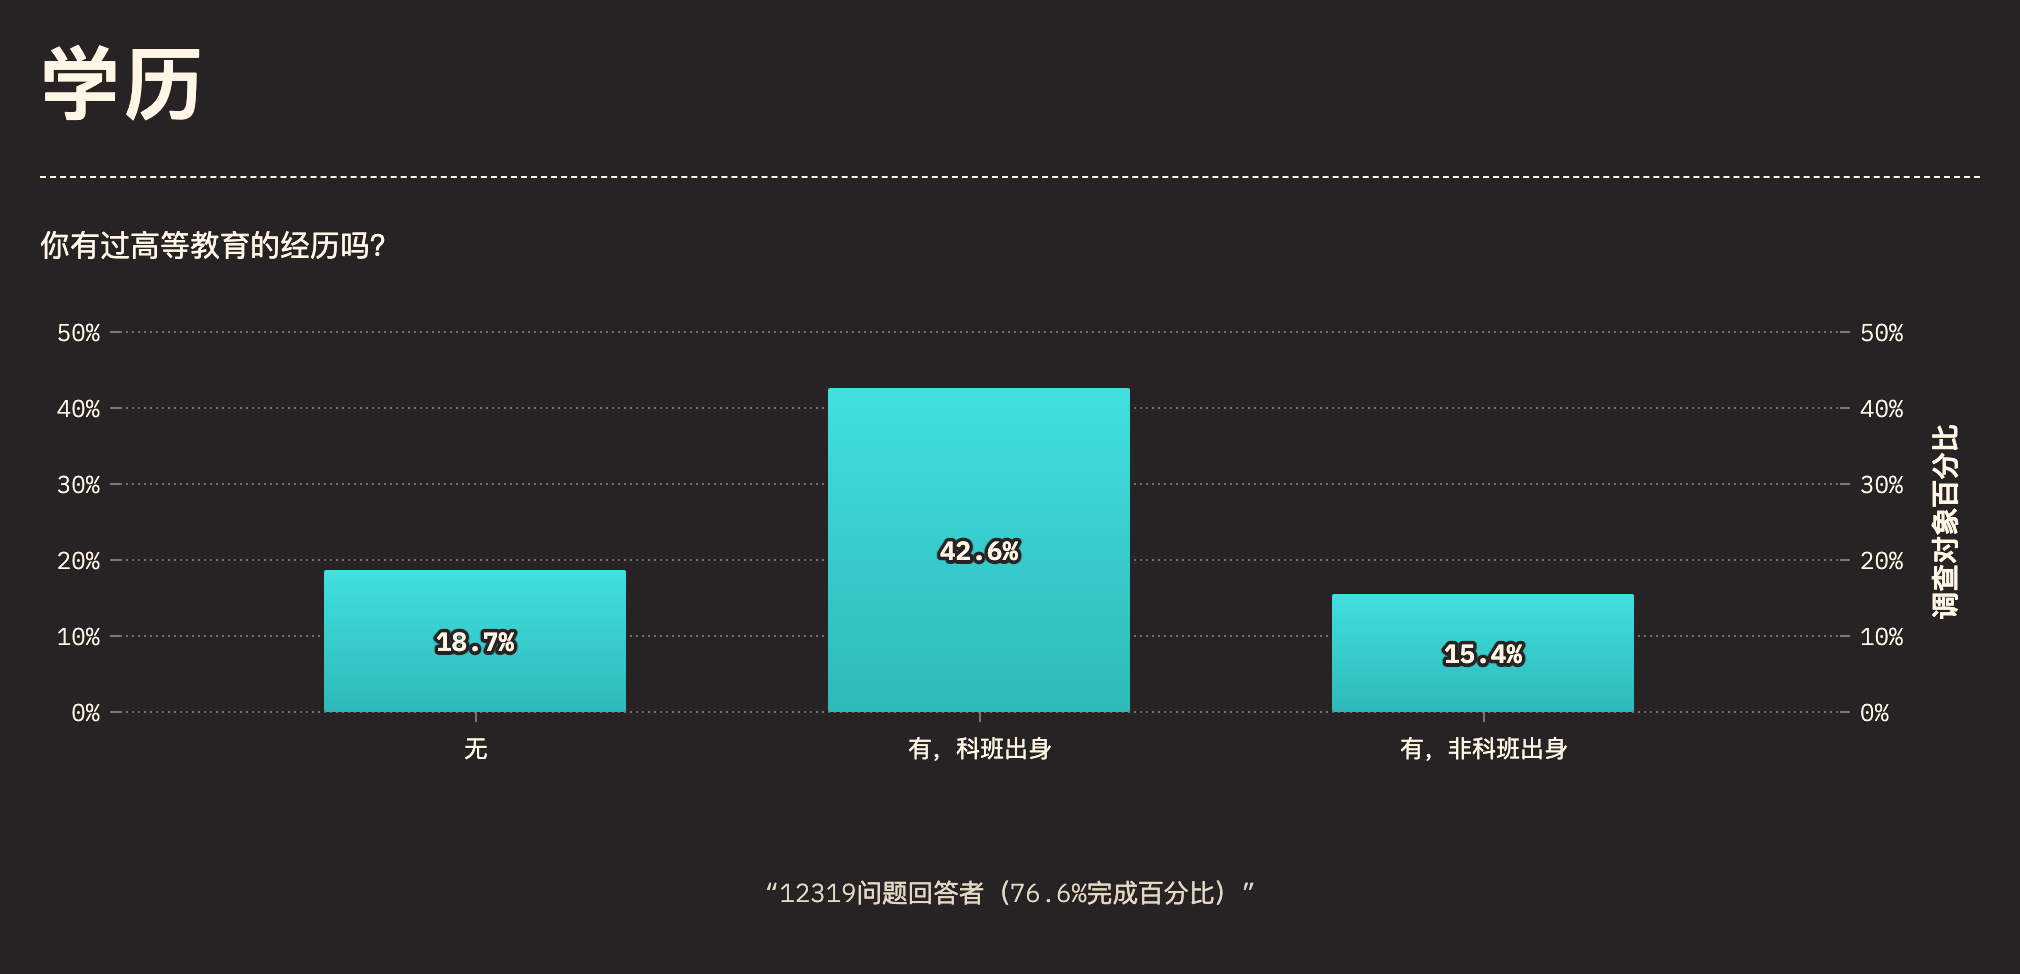 学历
你有过高等教育的经历吗?
50%
40%
30%
20%
10%
0%
50%
40%
30%
20%
10%
0%
调查对象百分比
18.7%
42.6%
15.4%
无
有，科班出身
有，非科班出身
“12319问题回答者（76.6%完成百分比）”